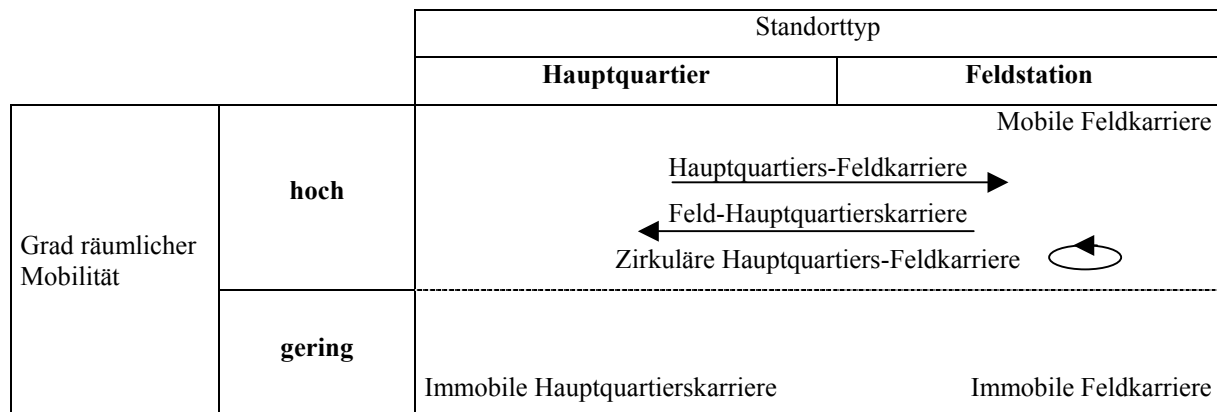 Standorttyp
Hauptquartier Feldstation
Mobile Feldkarriere
Hauptquartiers-Feldkarriere
hoch
Feld-Hauptquartierskarriere
Grad räumlicher
Mobilität
Zirkuläre Hauptquartiers-Feldkarriere
gering
Immobile Hauptquartierskarriere Immobile Feldkarriere